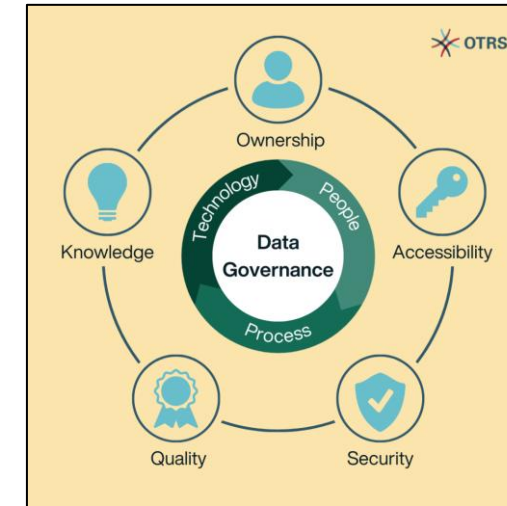 OTRS
Ownership
Technology
People
Knowledge
Data
Governance
Accessibility
Process
Quality
Security